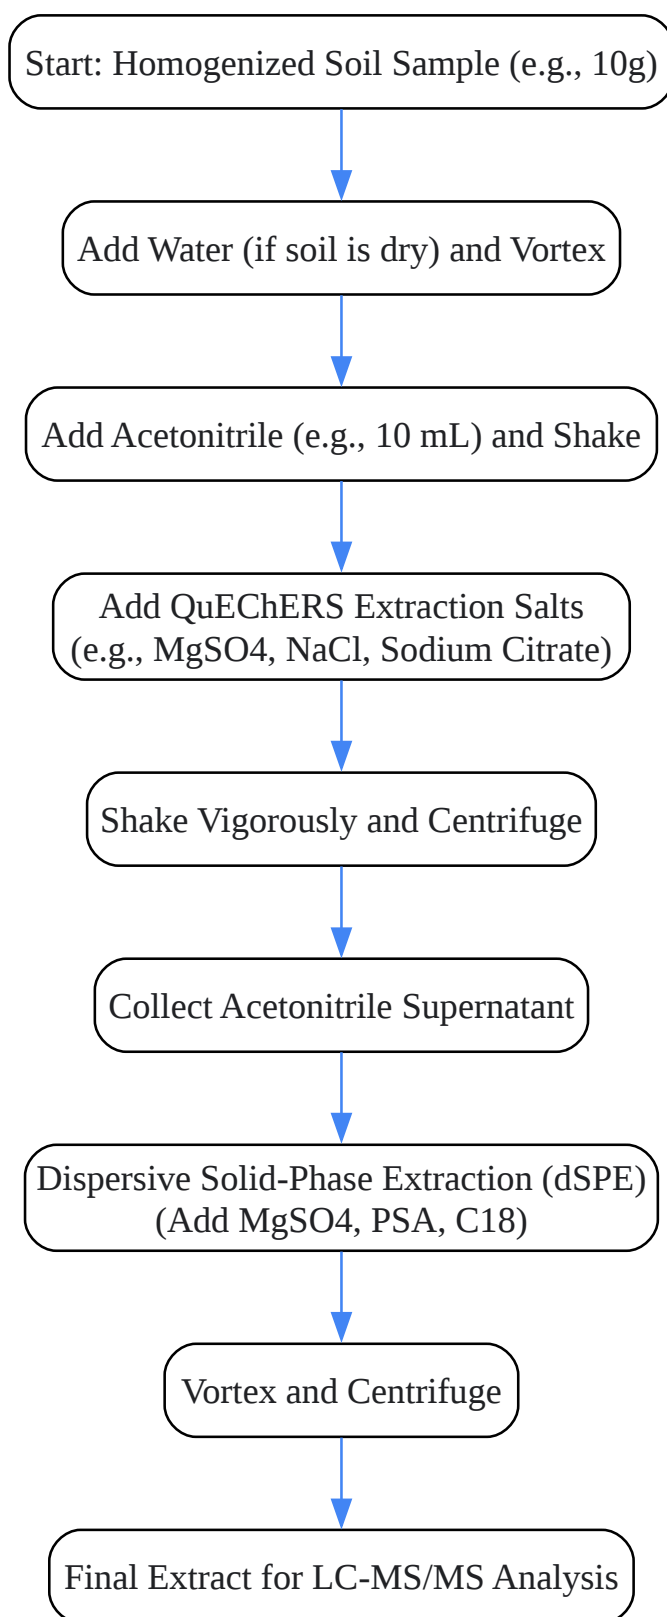 Start: Homogenized Soil Sample (e.g., 10g)
Add Water (if soil is dry) and Vortex
Add Acetonitrile (e.g., 10 mL) and Shake
Add QuEChERS Extraction Salts
(e.g., MgSO4, NaCl, Sodium Citrate)
Shake Vigorously and Centrifuge
Collect Acetonitrile Supernatant
Dispersive Solid-Phase Extraction (dSPE)
(Add MgSO4, PSA, C18)
Vortex and Centrifuge
Final Extract for LC-MS/MS Analysis